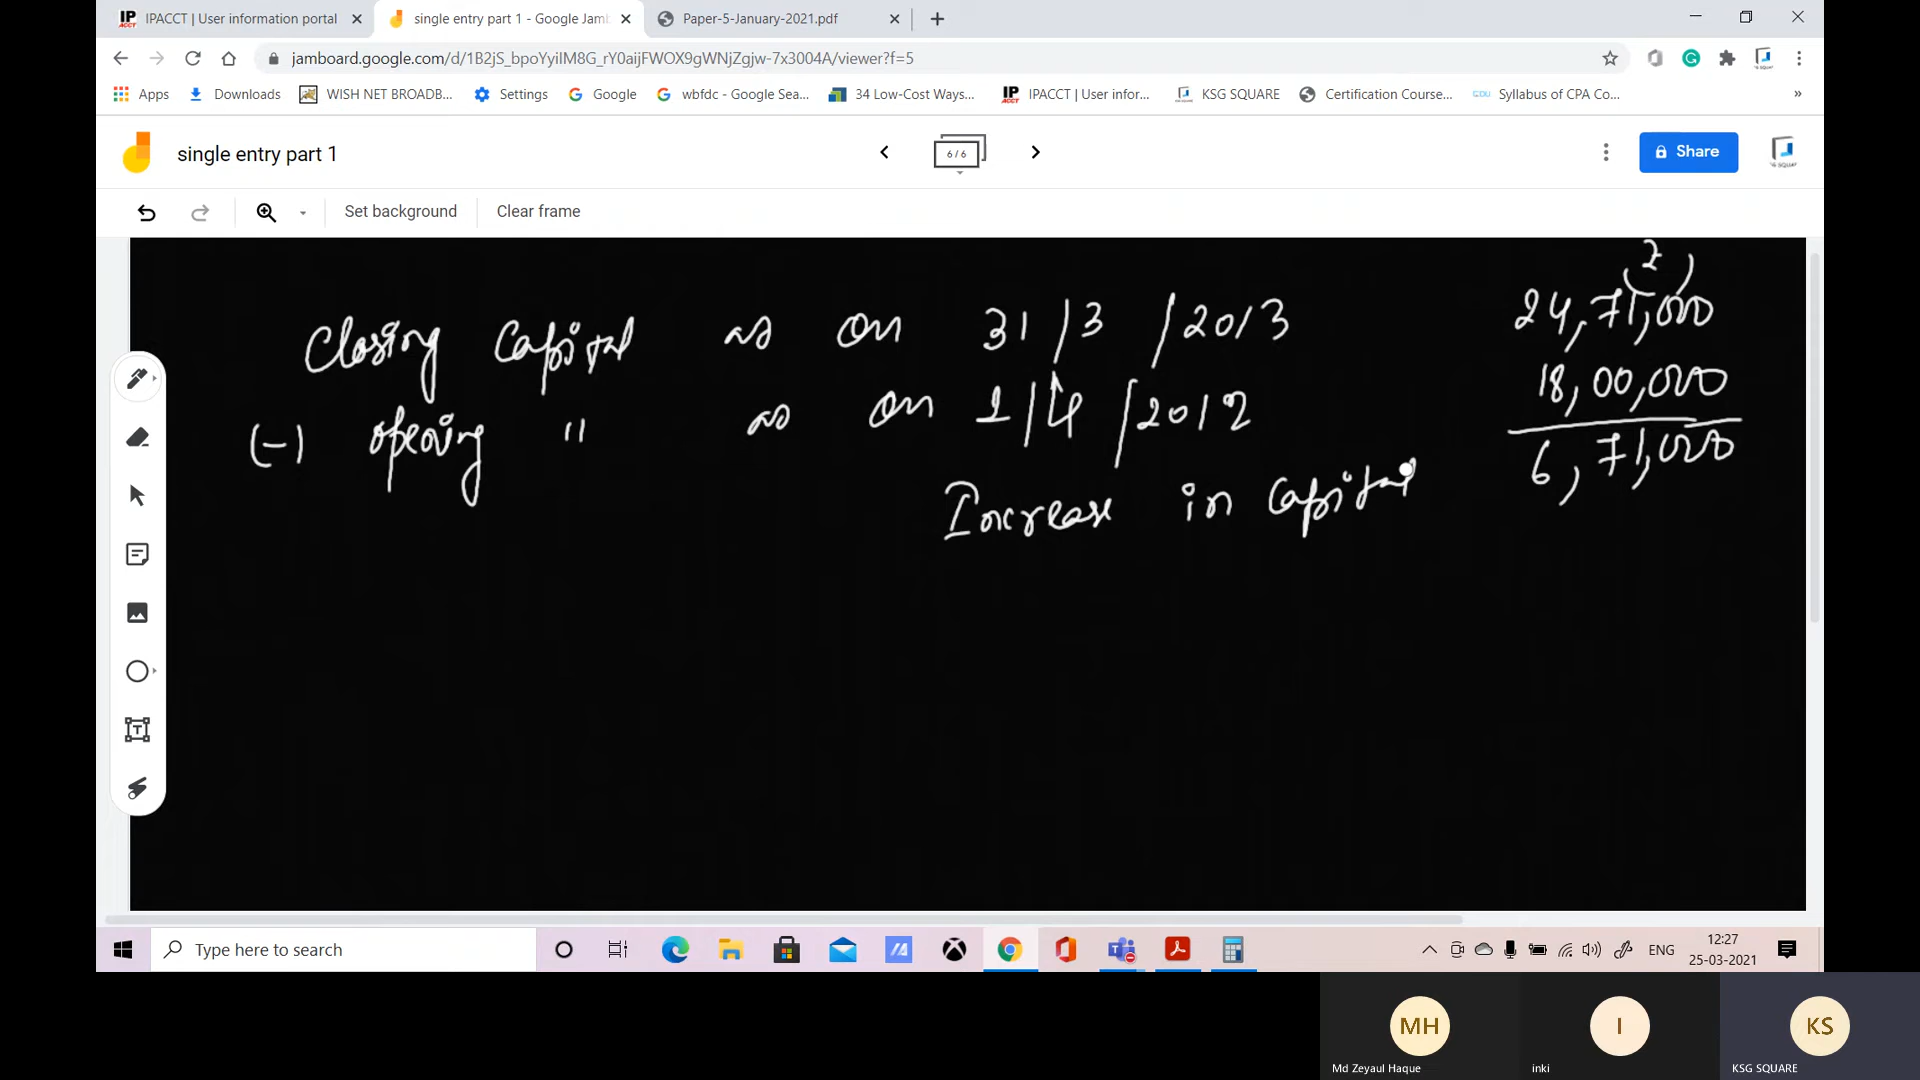 IPACCT | User information portal
single entry part 1 - Google Jamb
Paper-5-January-2021.pdf
jamboard.google.com/d/1B2jS_bpoYyiIM8G_rY0aijFWOX9gWNjZgjw-7x3004A/viewer?f=5
Apps Downloads WISH NET BROADB... Settings Google wbfdc - Google Sea... 34 Low-Cost Ways... IPACCT | User infor... KSG SQUARE Certification Course... Syllabus of CPA Co... »
single entry part 1
6 / 6
Share
Set background Clear frame
(2)
Closing Capital as on 31/3/2013 24,71,000
(-) opening " as on 1/4/2012 18,00,000
Increase in Capital 6,71,000
Type here to search
ENG
12:27
25-03-2021
MH I KS
Md Zeyaul Haque inki KSG SQUARE